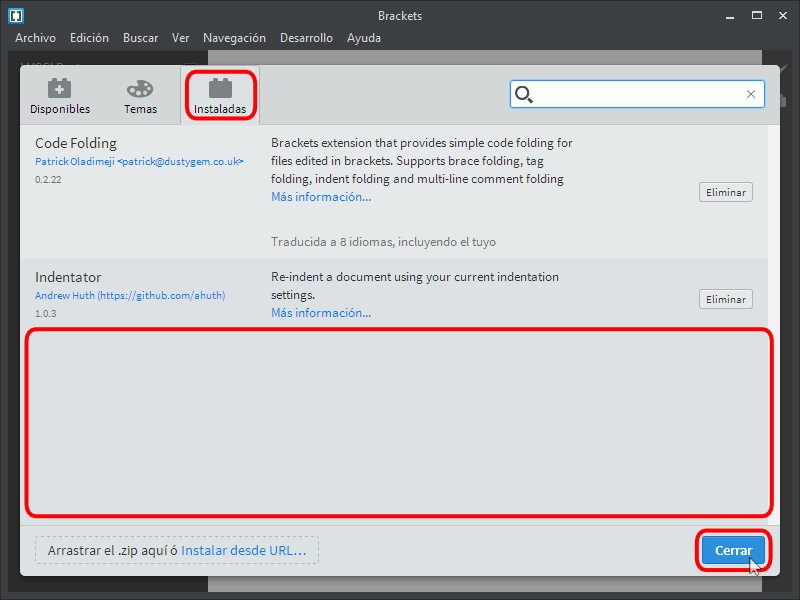 Brackets
Archivo Edición Buscar Ver Navegación Desarrollo Ayuda
Disponibles Temas Instaladas
Code Folding
Patrick Oladimeji <patrick@dustygem.co.uk>
0.2.22
Brackets extension that provides simple code folding for
files edited in brackets. Supports brace folding, tag
folding, indent folding and multi-line comment folding
Más información...
Traducida a 8 idiomas, incluyendo el tuyo
Eliminar
Indentator
Andrew Huth (https://github.com/ahuth)
1.0.3
Re-indent a document using your current indentation
settings.
Más información...
Eliminar
Arrastrar el .zip aquí ó Instalar desde URL...
Cerrar